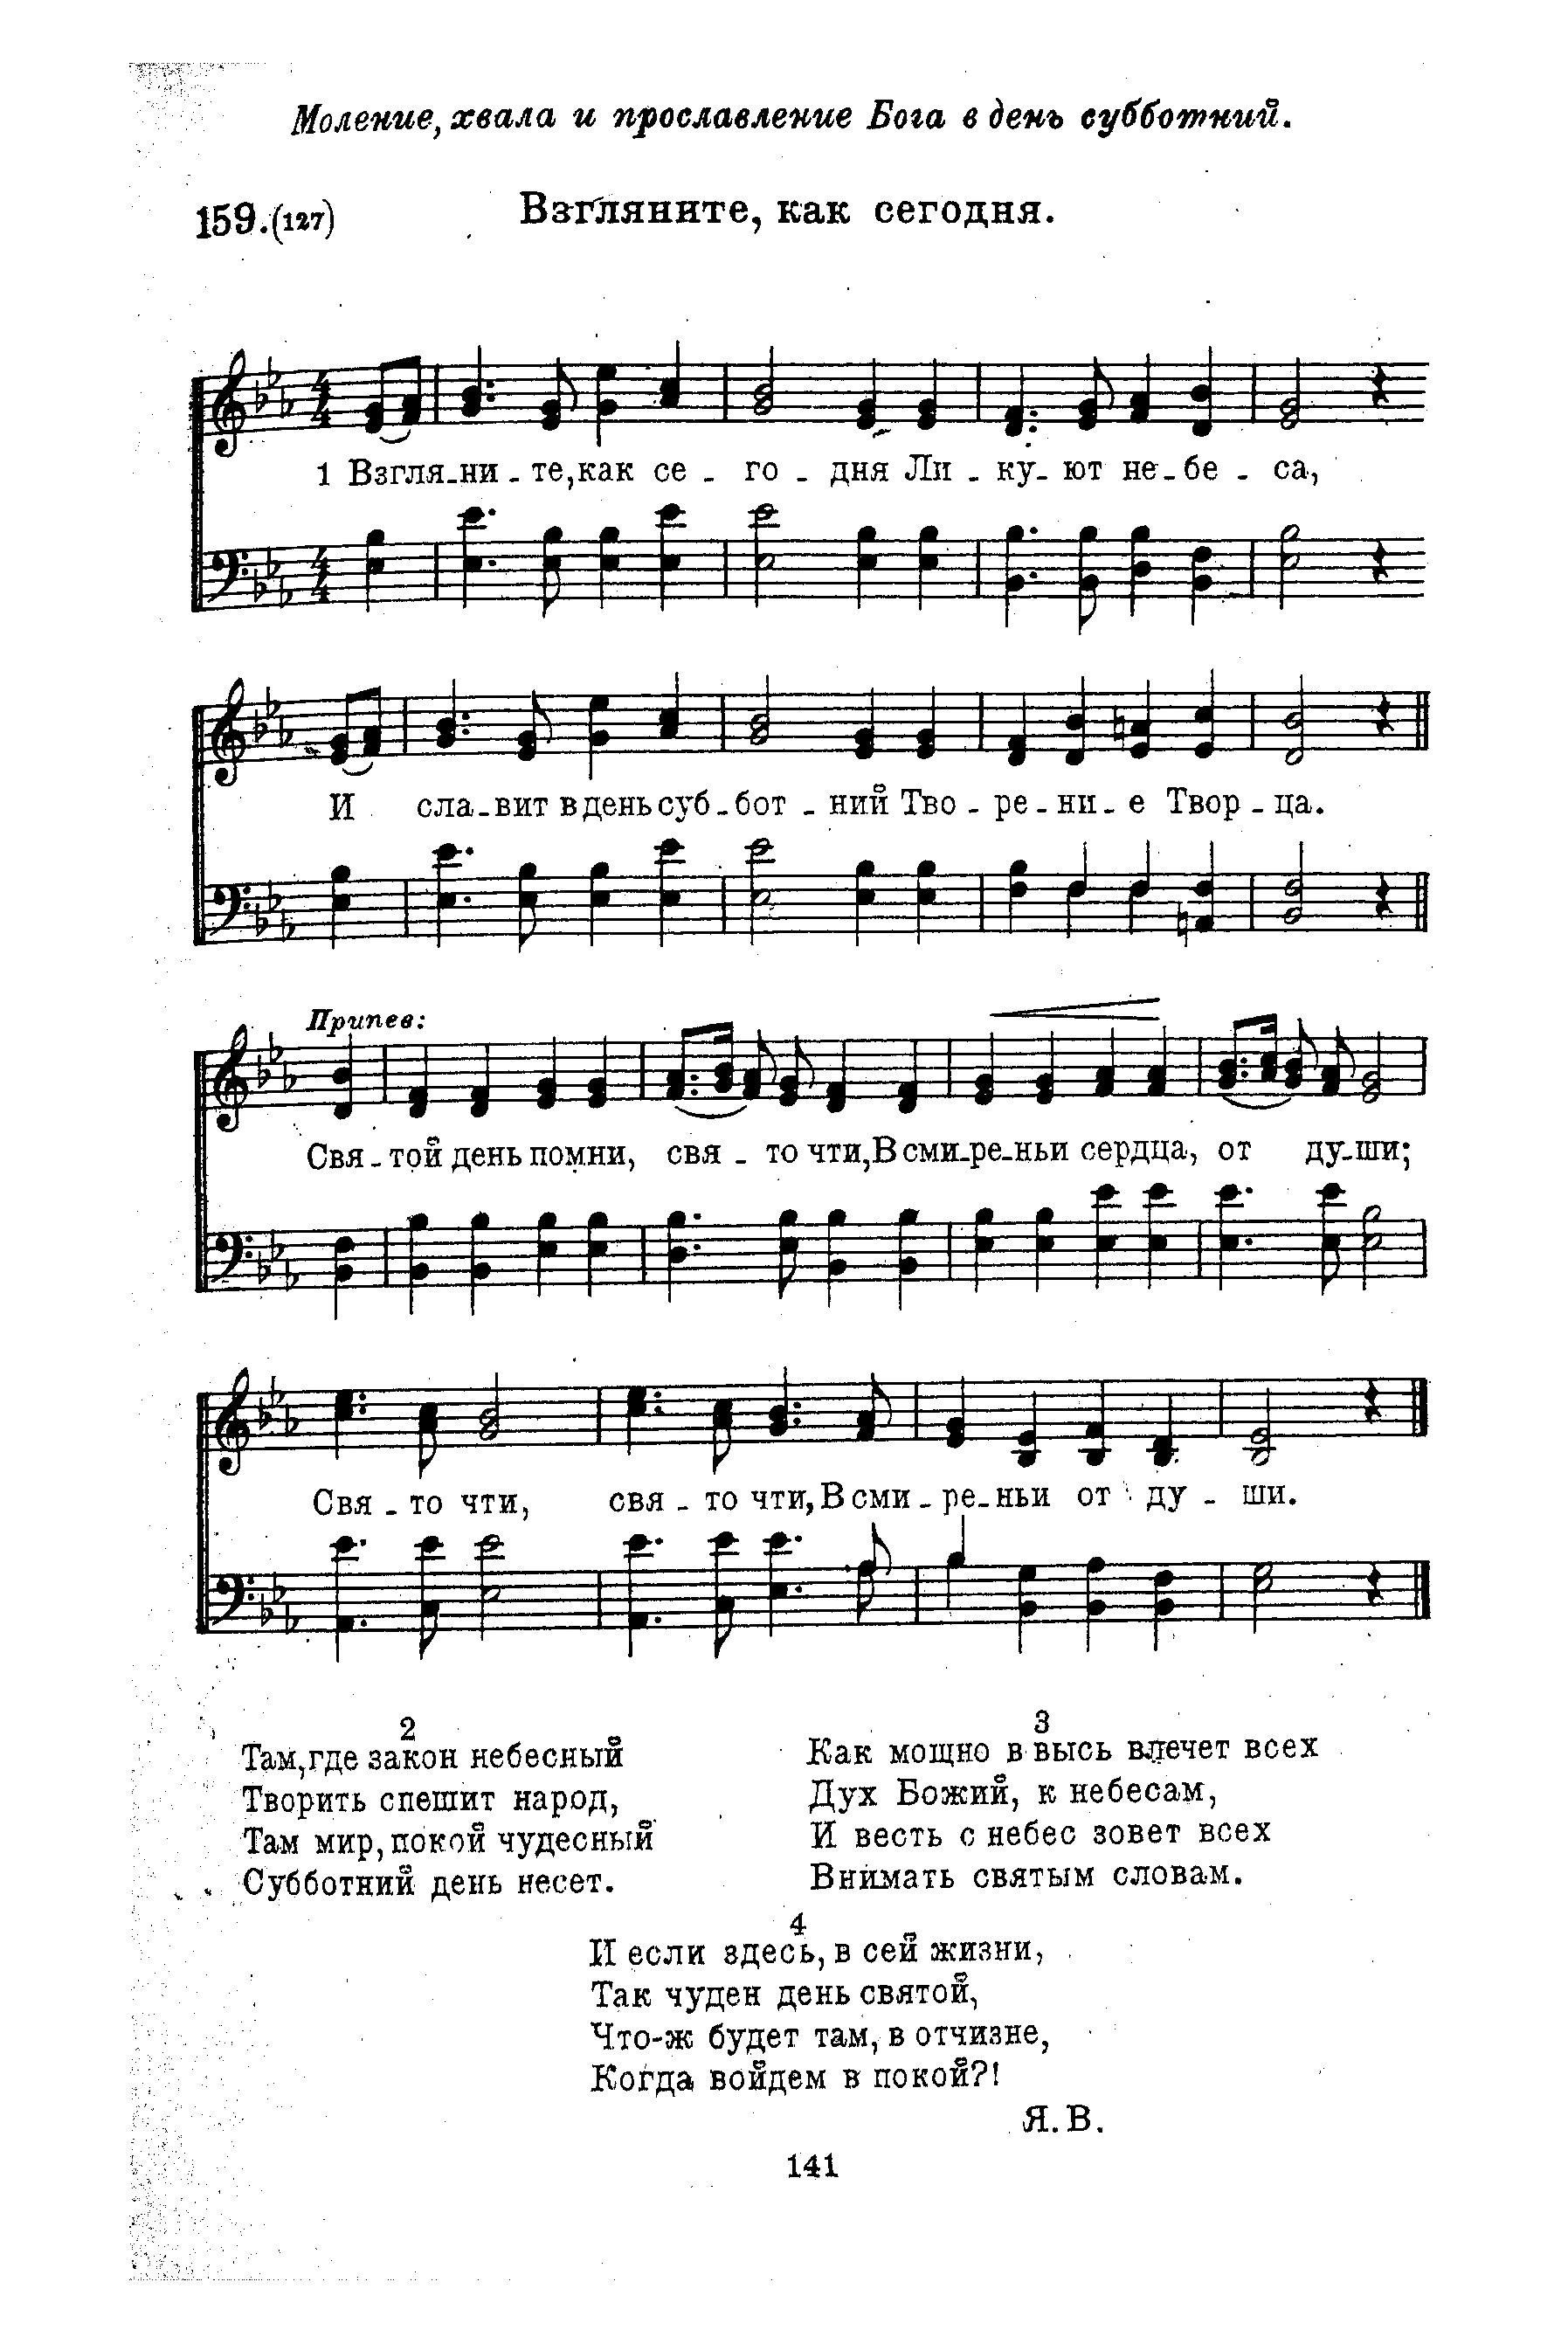 Моление, хвала и прославление Бога в день субботний.
159.(127) Взгляните, как сегодня.
1 Взгля-ни-те, как се-го-дня Ли-ку-ют не-бе-са,
И сла-вит в день суб-бот-ний Тво-ре-ни-е Твор-ца.
Припев:
Свя-той день помни, свя-то чти, В сми-ре-ньи сердца, от ду-ши;
Свя-то чти, свя-то чти, В сми-ре-ньи от ду-ши.
2
Там, где закон небесный
Творить спешит народ,
Там мир, покой чудесный
Субботний день несет.
3
Как мощно в высь влечет всех
Дух Божий, к небесам,
И весть с небес зовет всех
Внимать святым словам.
4
И если здесь, в сей жизни,
Так чуден день святой,
Что-ж будет там, в отчизне,
Когда войдем в покой?!
Я. В.
141